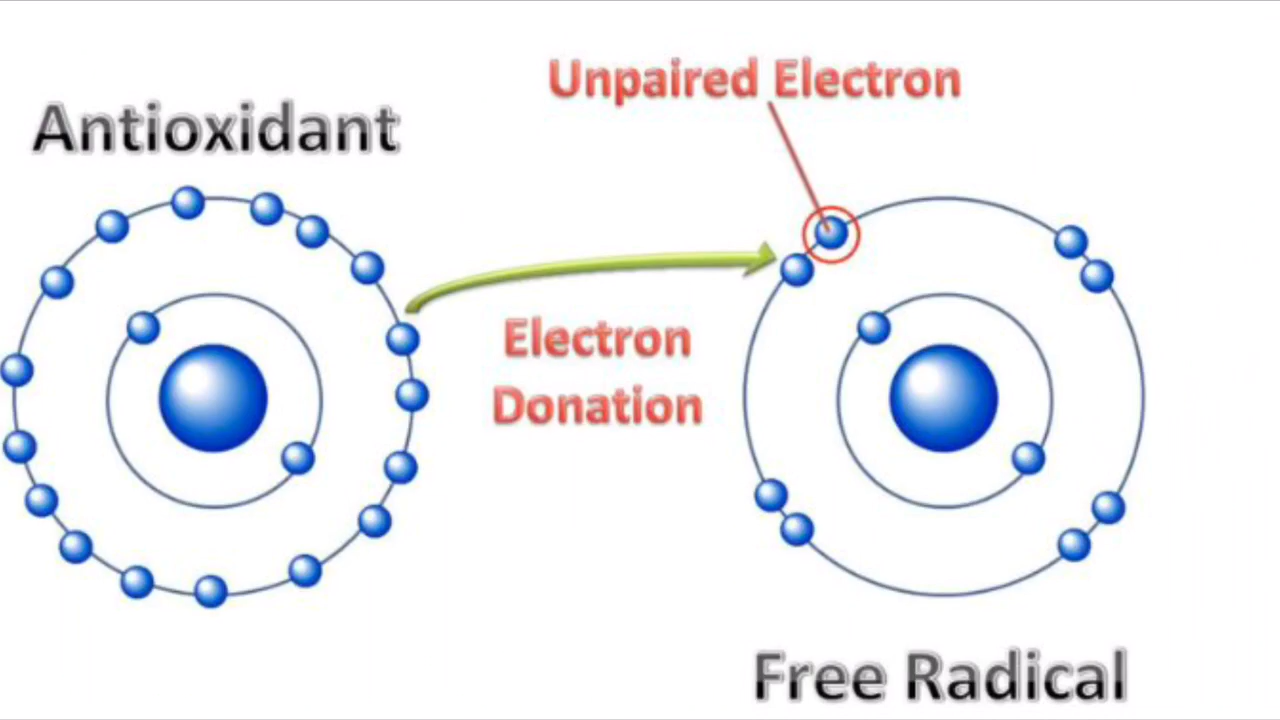 Unpaired Electron
Antioxidant
Electron
Donation
Free Radical